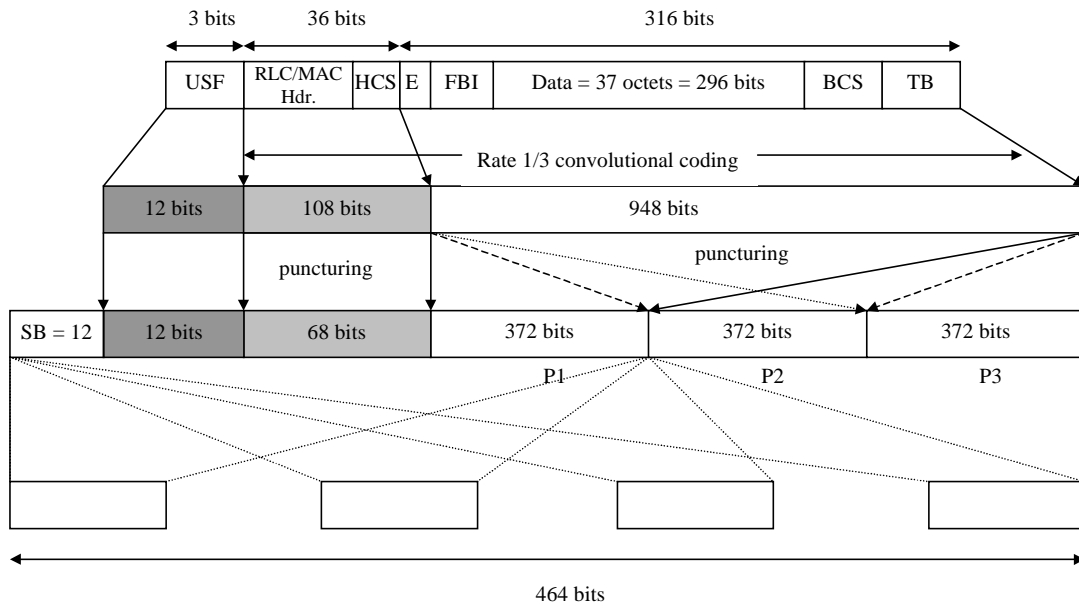 3 bits 36 bits 316 bits
USF RLC/MAC Hdr. HCS E FBI Data = 37 octets = 296 bits BCS TB
Rate 1/3 convolutional coding
12 bits 108 bits 948 bits
puncturing puncturing
SB = 12 12 bits 68 bits 372 bits 372 bits 372 bits
P1 P2 P3
464 bits